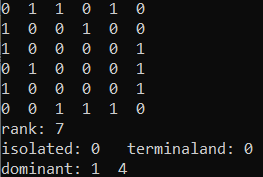 0 1 1 0 1 0
1 0 0 1 0 0
1 0 0 0 0 1
0 1 0 0 0 1
1 0 0 0 0 1
0 0 1 1 1 0
rank: 7
isolated: 0 terminaland: 0
dominant: 1 4